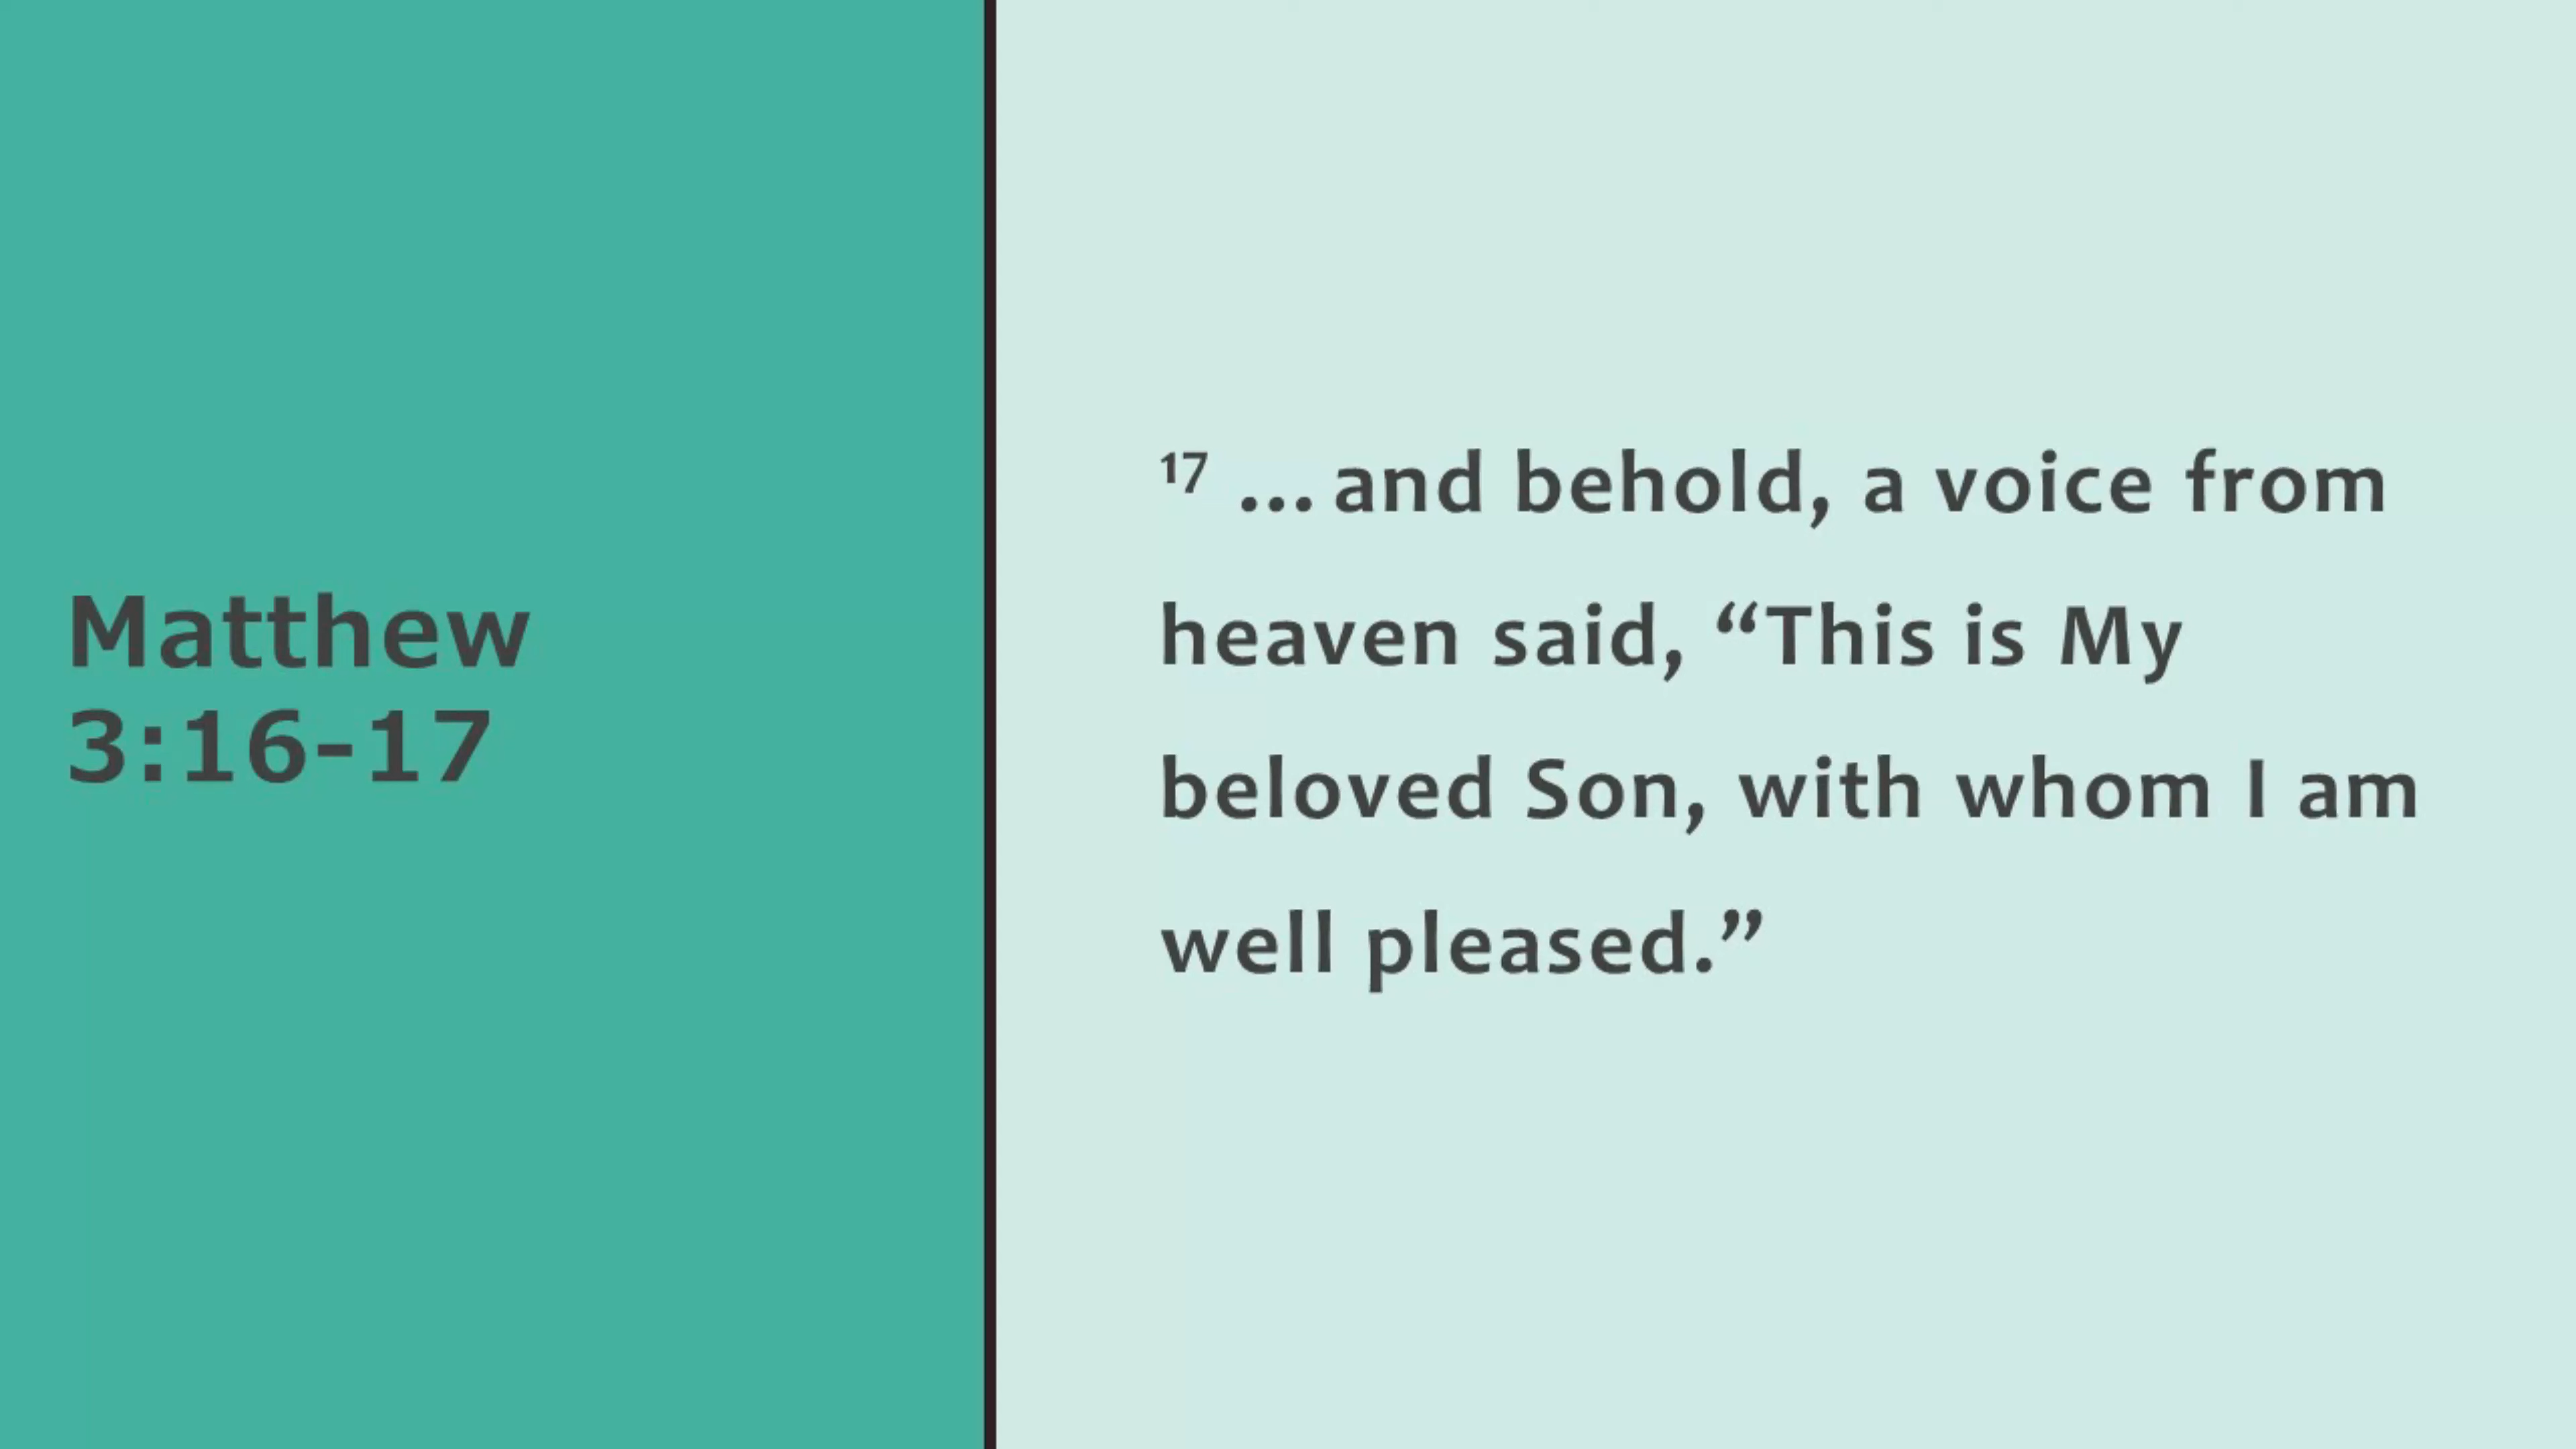 Matthew
3:16-17
17 ... and behold, a voice from
heaven said, “This is My
beloved Son, with whom I am
well pleased.”